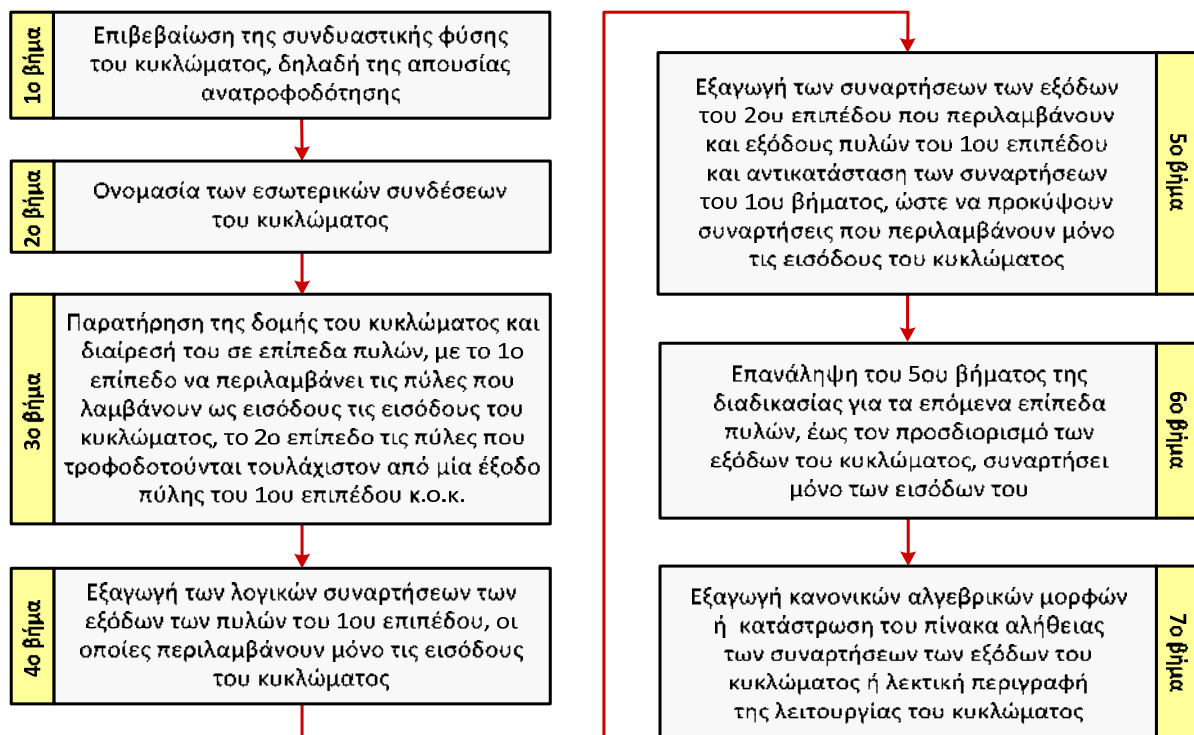 1ο βήμα
Επιβεβαίωση της συνδυαστικής φύσης
του κυκλώματος, δηλαδή της απουσίας
ανατροφοδότησης
2ο βήμα
Ονομασία των εσωτερικών συνδέσεων
του κυκλώματος
3ο βήμα
Παρατήρηση της δομής του κυκλώματος και
διαίρεσή του σε επίπεδα πυλών, με το 1ο
επίπεδο να περιλαμβάνει τις πύλες που
λαμβάνουν ως εισόδους τις εισόδους του
κυκλώματος, το 2ο επίπεδο τις πύλες που
τροφοδοτούνται τουλάχιστον από μία έξοδο
πύλης του 1ου επιπέδου κ.ο.κ.
4ο βήμα
Εξαγωγή των λογικών συναρτήσεων των
εξόδων των πυλών του 1ου επιπέδου, οι
οποίες περιλαμβάνουν μόνο τις εισόδους
του κυκλώματος
5ο βήμα
Εξαγωγή των συναρτήσεων των εξόδων
του 2ου επιπέδου που περιλαμβάνουν
και εξόδους πυλών του 1ου επιπέδου
και αντικατάσταση των συναρτήσεων
του 1ου βήματος, ώστε να προκύψουν
συναρτήσεις που περιλαμβάνουν μόνο
τις εισόδους του κυκλώματος
6ο βήμα
Επανάληψη του 5ου βήματος της
διαδικασίας για τα επόμενα επίπεδα
πυλών, έως τον προσδιορισμό των
εξόδων του κυκλώματος, συναρτήσει
μόνο των εισόδων του
7ο βήμα
Εξαγωγή κανονικών αλγεβρικών μορφών
ή κατάστρωση του πίνακα αλήθειας
των συναρτήσεων των εξόδων του
κυκλώματος ή λεκτική περιγραφή
της λειτουργίας του κυκλώματος